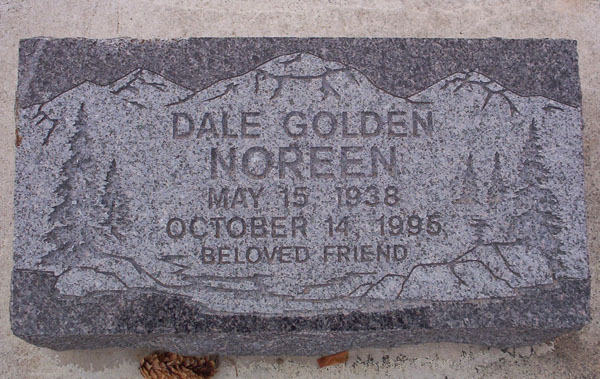 DALE GOLDEN
NOREEN
MAY 15, 1938
OCTOBER 14, 1995
BELOVED FRIEND